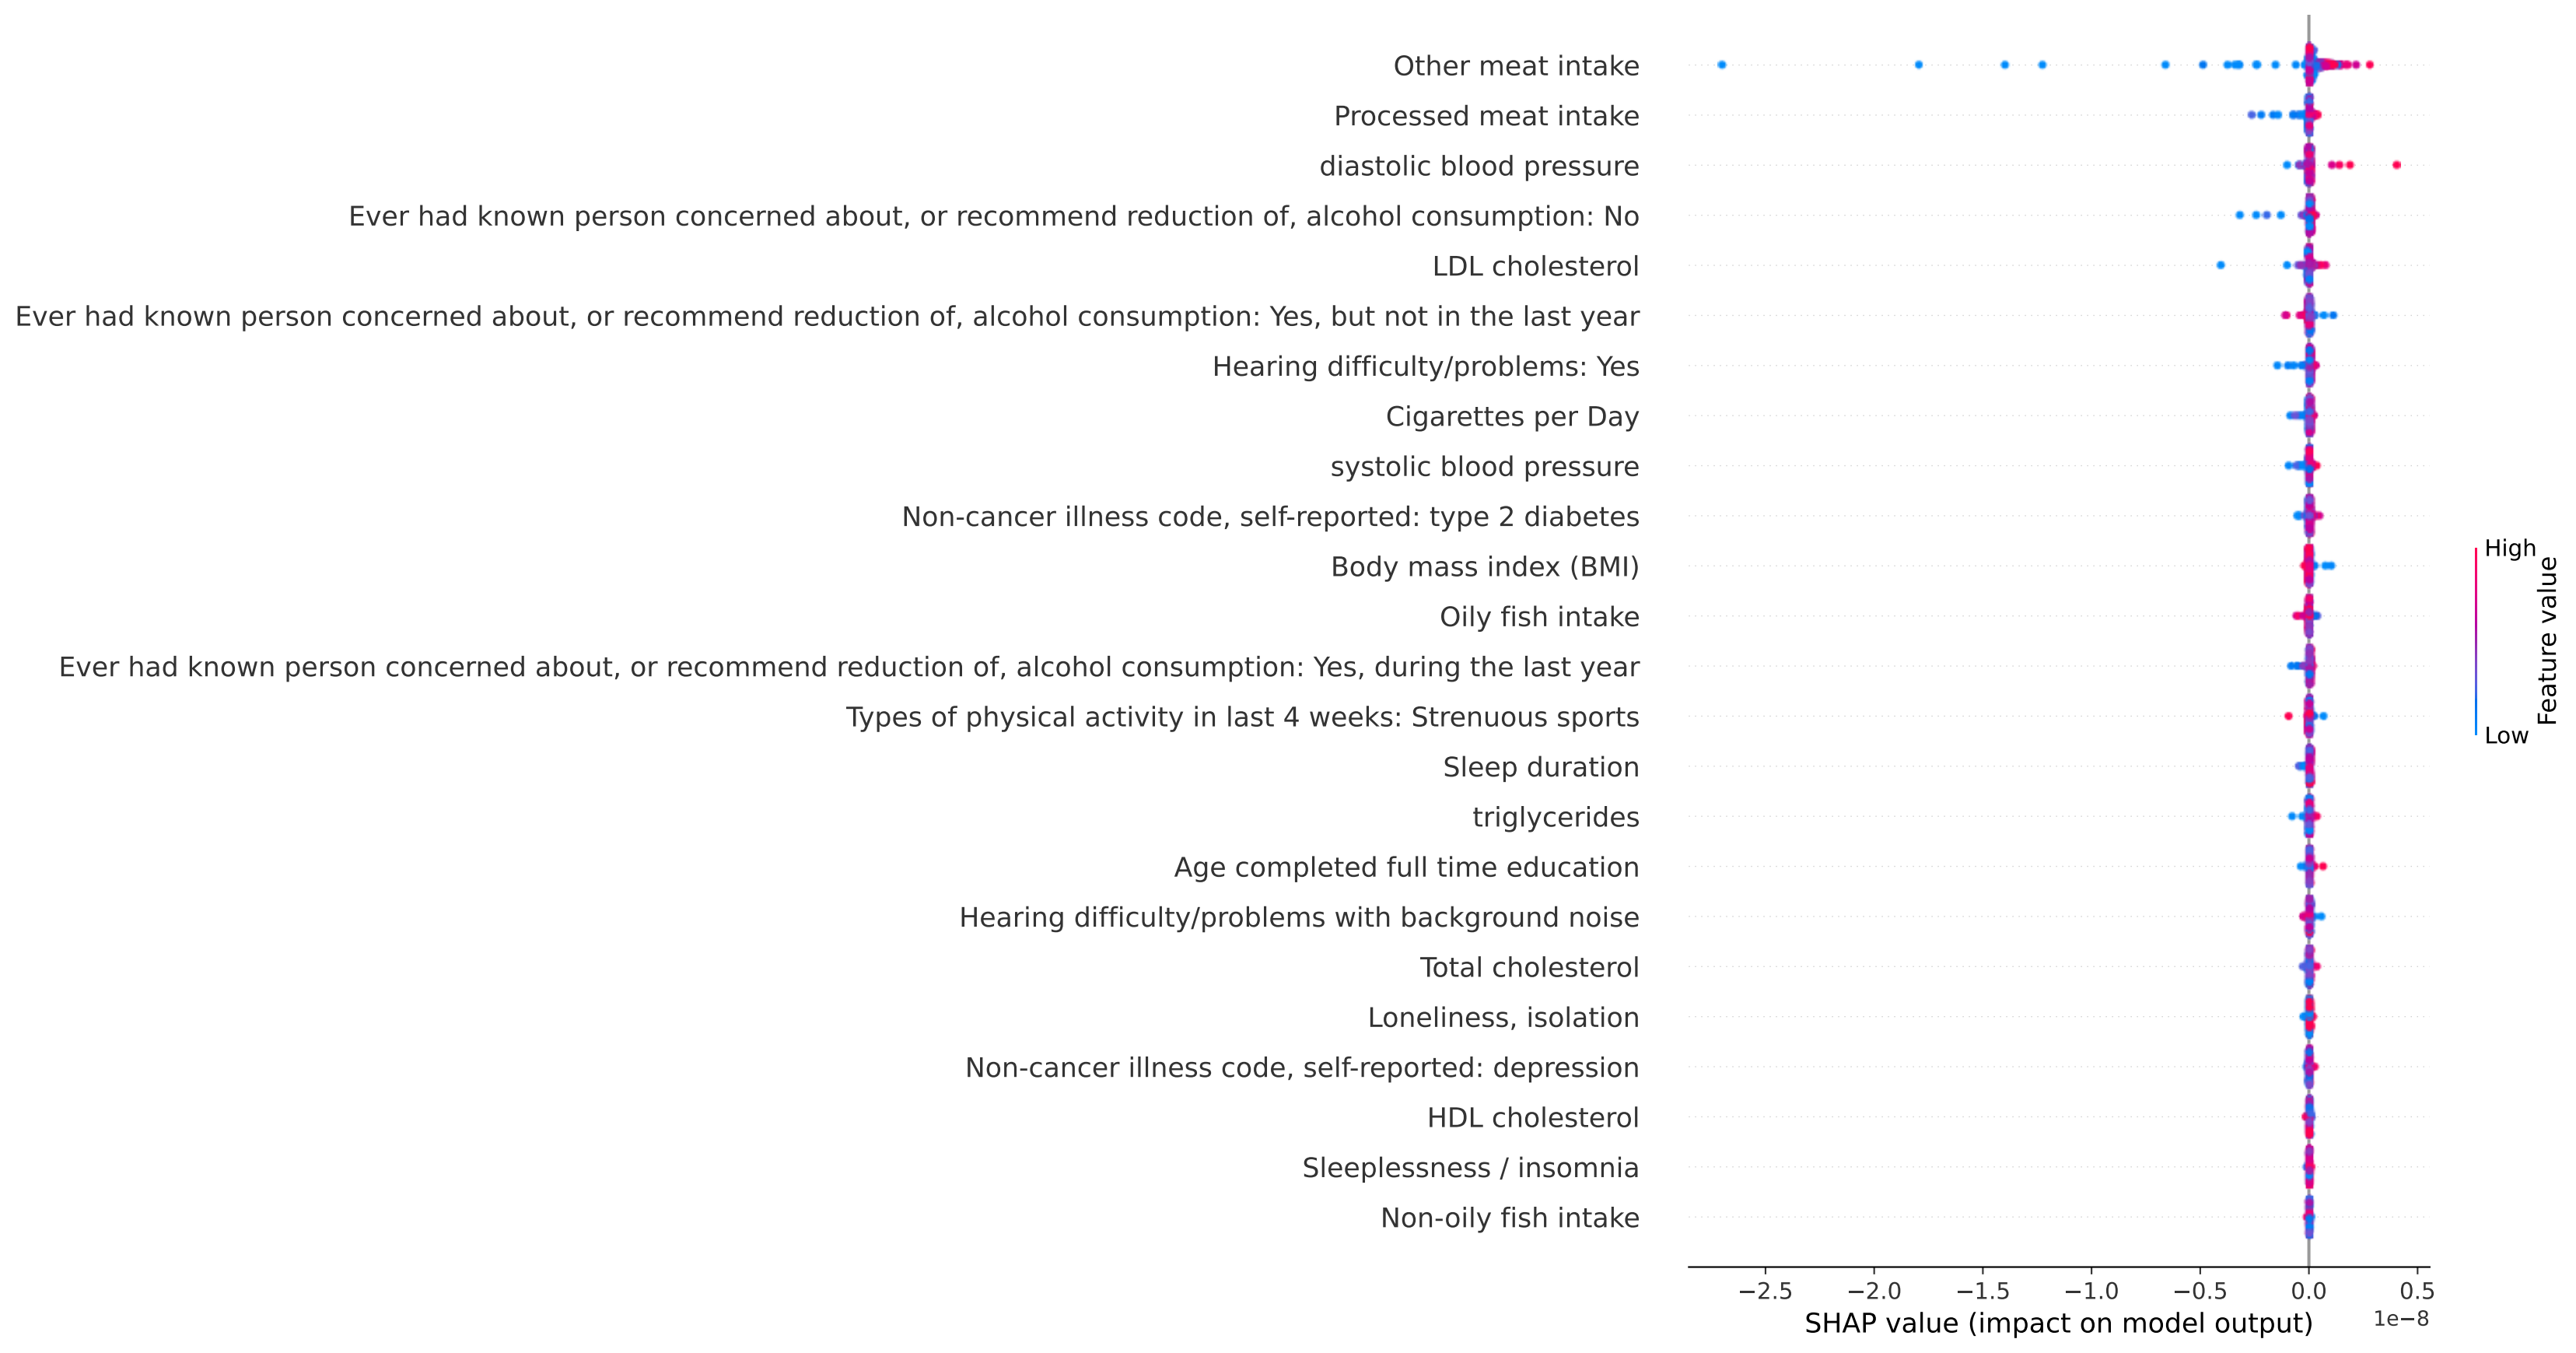 Other meat intake
Processed meat intake
diastolic blood pressure
Ever had known person concerned about, or recommend reduction of, alcohol consumption: No
LDL cholesterol
Ever had known person concerned about, or recommend reduction of, alcohol consumption: Yes, but not in the last year
Hearing difficulty/problems: Yes
Cigarettes per Day
systolic blood pressure
Non-cancer illness code, self-reported: type 2 diabetes
Body mass index (BMI)
Oily fish intake
Ever had known person concerned about, or recommend reduction of, alcohol consumption: Yes, during the last year
Types of physical activity in last 4 weeks: Strenuous sports
Sleep duration
triglycerides
Age completed full time education
Hearing difficulty/problems with background noise
Total cholesterol
Loneliness, isolation
Non-cancer illness code, self-reported: depression
HDL cholesterol
Sleeplessness / insomnia
Non-oily fish intake
−2.5 −2.0 −1.5 −1.0 −0.5 0.0 0.5
1e−8
SHAP value (impact on model output)
High
Low
Feature value